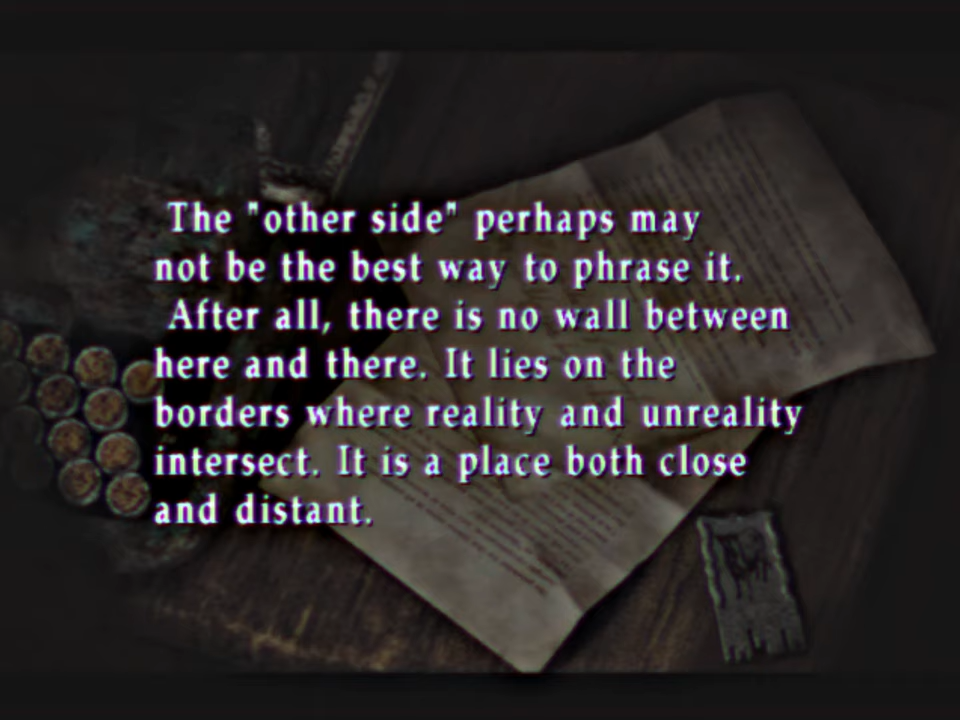 The "other side" perhaps may
not be the best way to phrase it.
After all, there is no wall between
here and there. It lies on the
borders where reality and unreality
intersect. It is a place both close
and distant.